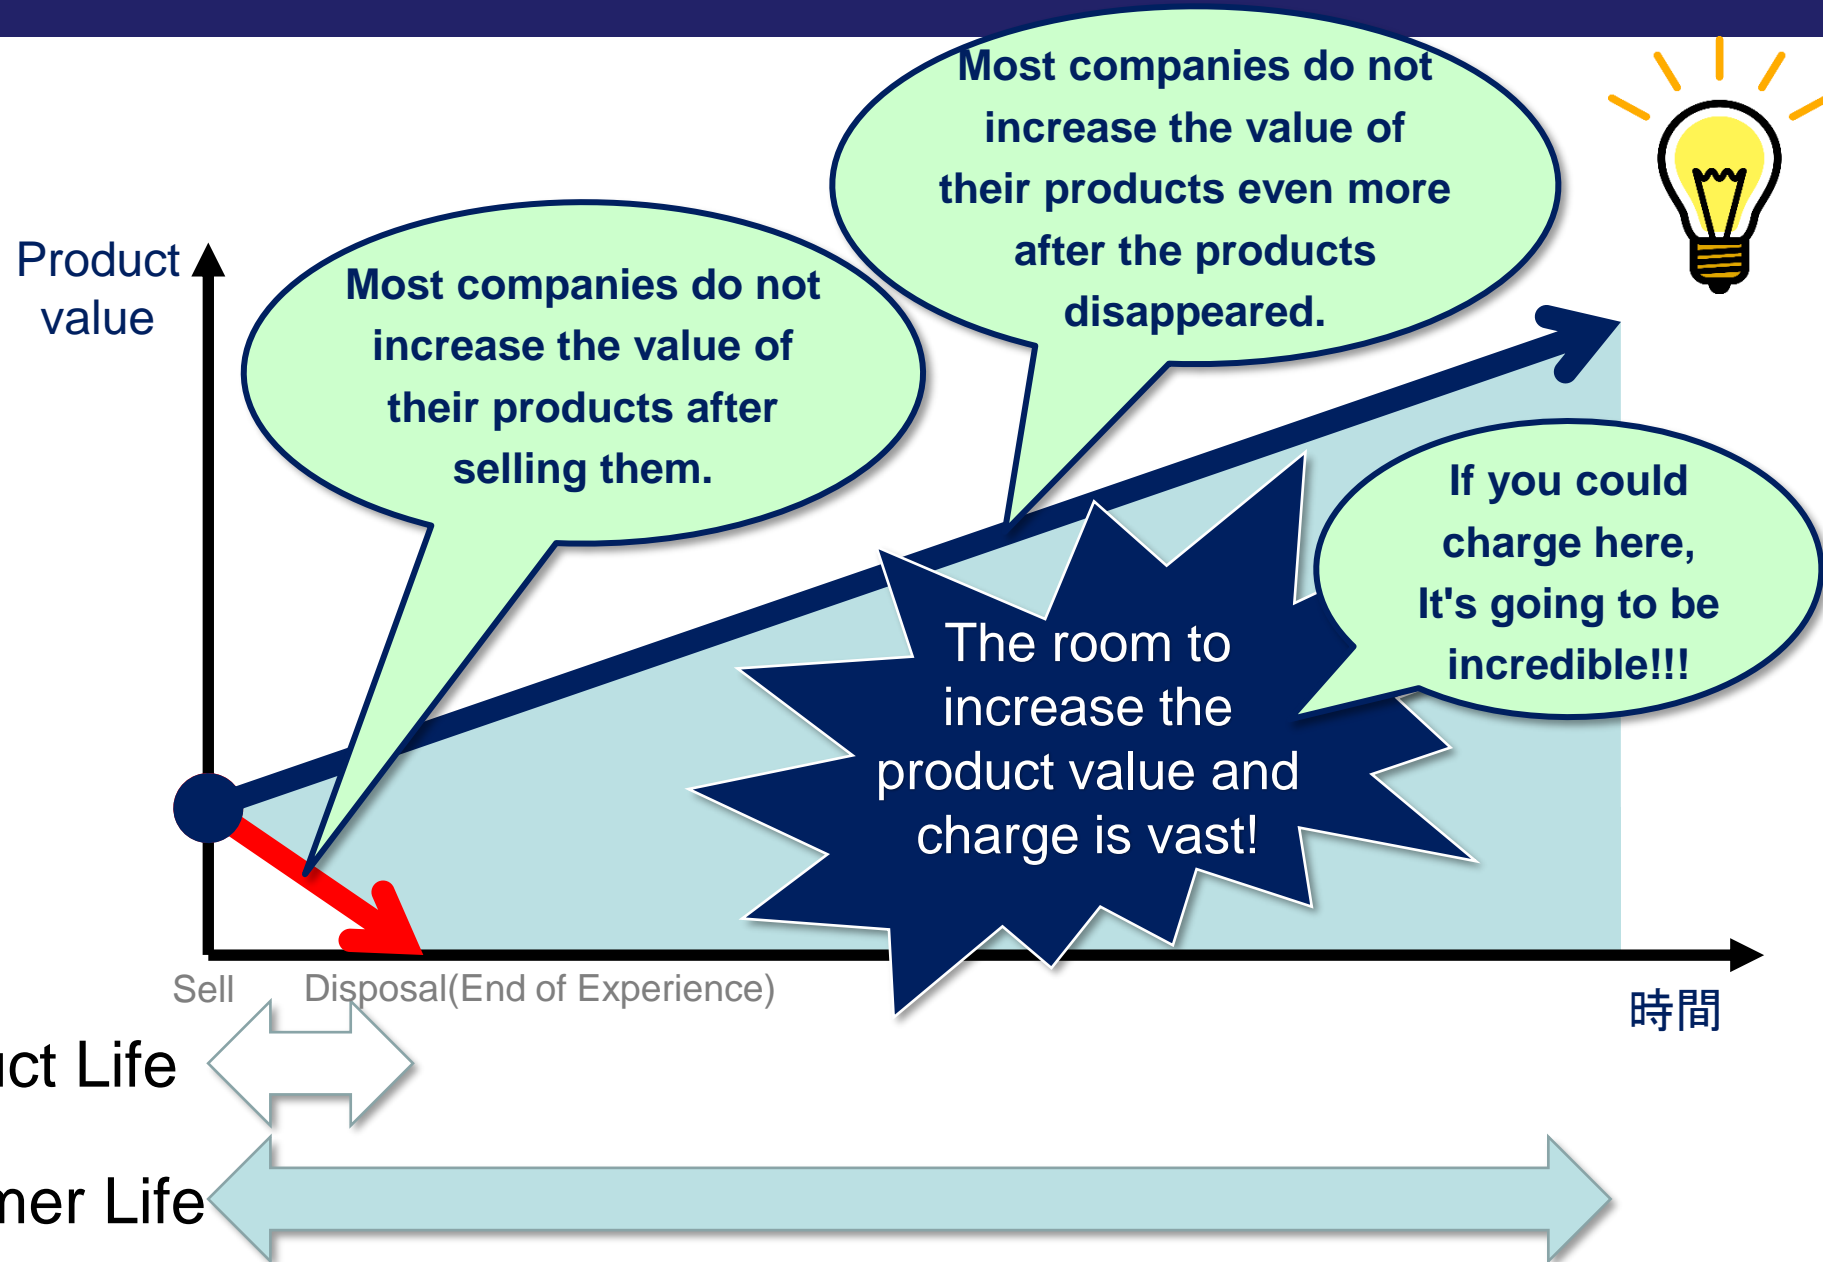 Most companies do not
increase the value of
their products even more
after the products
disappeared.
Product
value
Most companies do not
increase the value of
their products after
selling them.
If you could
charge here,
It's going to be
incredible!!!
The room to
increase the
product value and
charge is vast!
Sell
Disposal(End of Experience)
時間
uct Life
mer Life